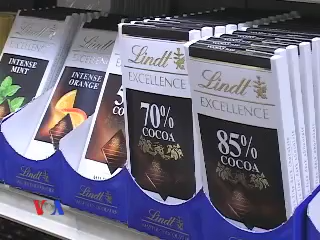 Lindt
EXCELLENCE
INTENSE
MINT
Lindt
INTENSE
ORANGE
Lindt
Lindt
EXCELLENCE
70%
COCOA
Lindt
Lindt
EXCELLENCE
85%
COCOA
Lindt
VOA